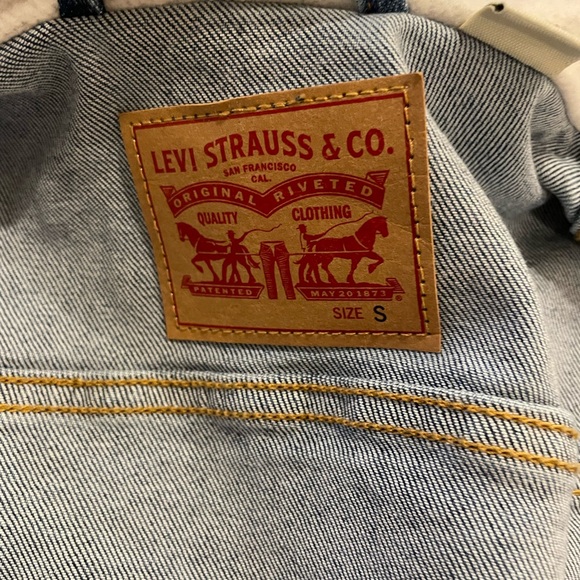 LEVI STRAUSS & CO.
SAN FRANCISCO
CAL.
ORIGINAL RIVETED
QUALITY CLOTHING
PATENTED MAY 20 1873 ®
SIZE S